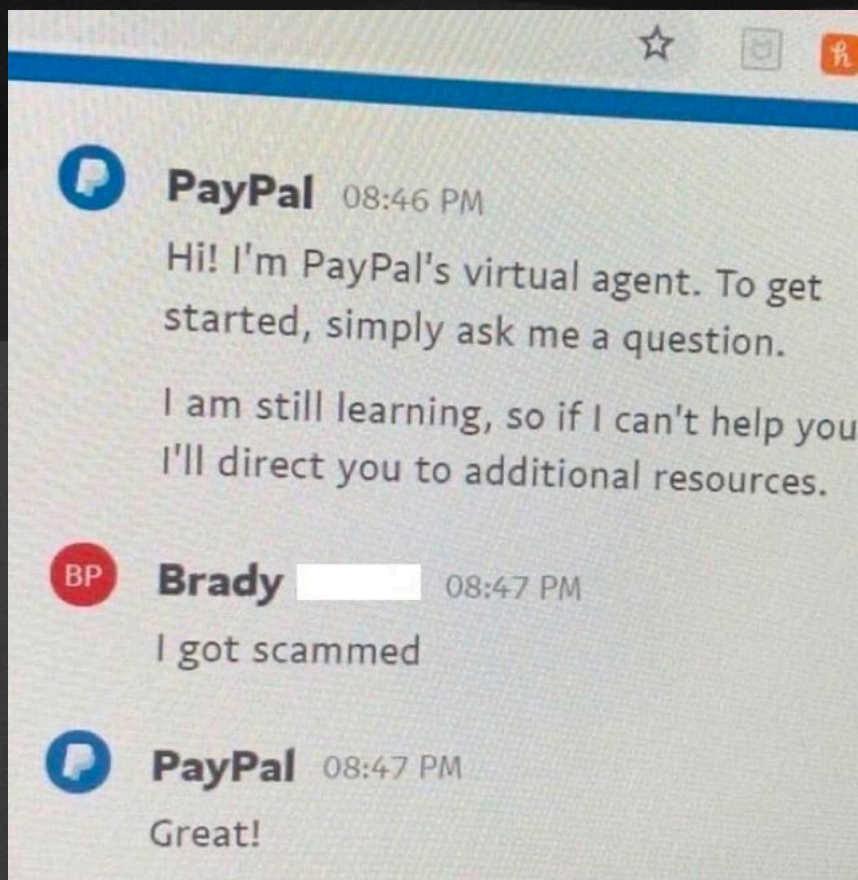 PayPal 08:46 PM
Hi! I'm PayPal's virtual agent. To get
started, simply ask me a question.
I am still learning, so if I can't help you
I'll direct you to additional resources.
BP
Brady 08:47 PM
I got scammed
PayPal 08:47 PM
Great!